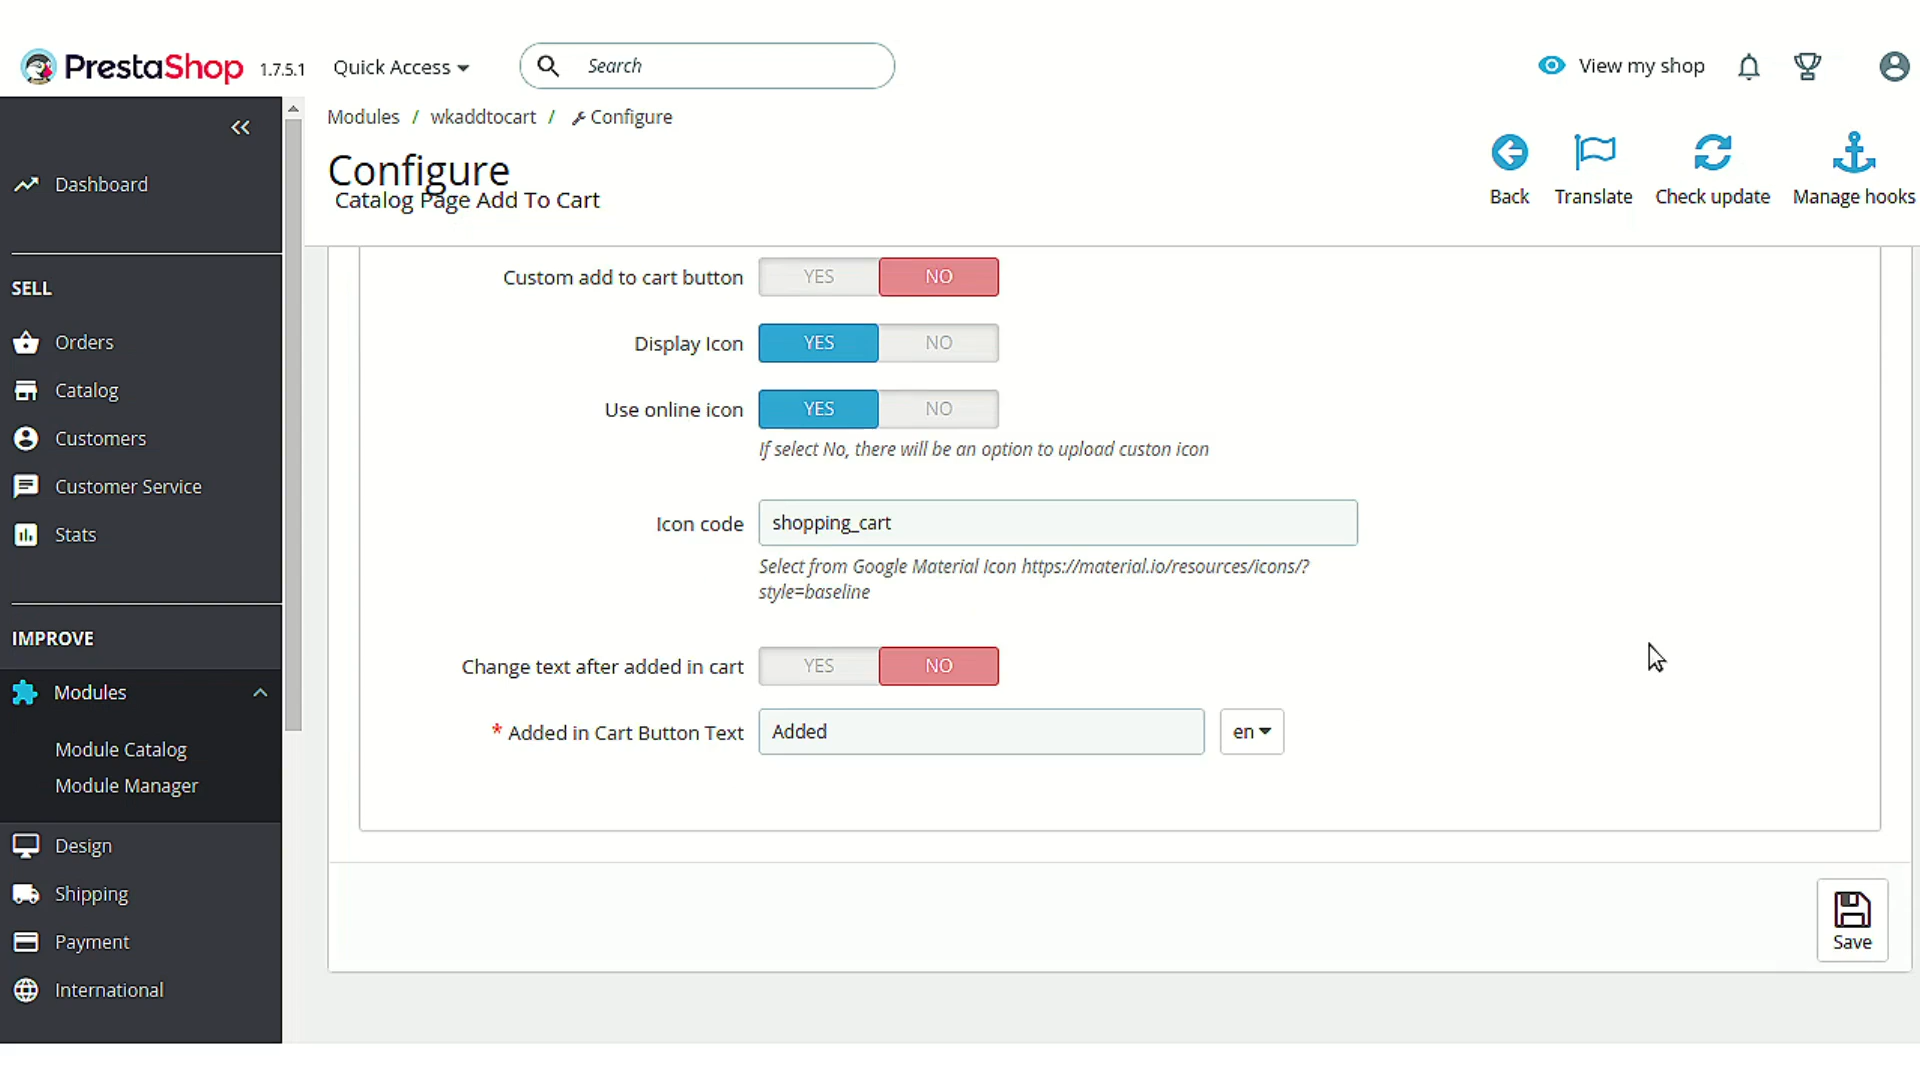 PrestaShop 1.7.5.1 Quick Access Search View my shop
Modules / wkaddtocart / Configure
Configure
Catalog Page Add To Cart
Back Translate Check update Manage hooks
Dashboard
SELL
Orders
Catalog
Customers
Customer Service
Stats
IMPROVE
Modules
Module Catalog
Module Manager
Design
Shipping
Payment
International
Custom add to cart button YES NO
Display Icon YES NO
Use online icon YES NO
If select No, there will be an option to upload custon icon
Icon code shopping_cart
Select from Google Material Icon https://material.io/resources/icons/?
style=baseline
Change text after added in cart YES NO
* Added in Cart Button Text Added en
Save